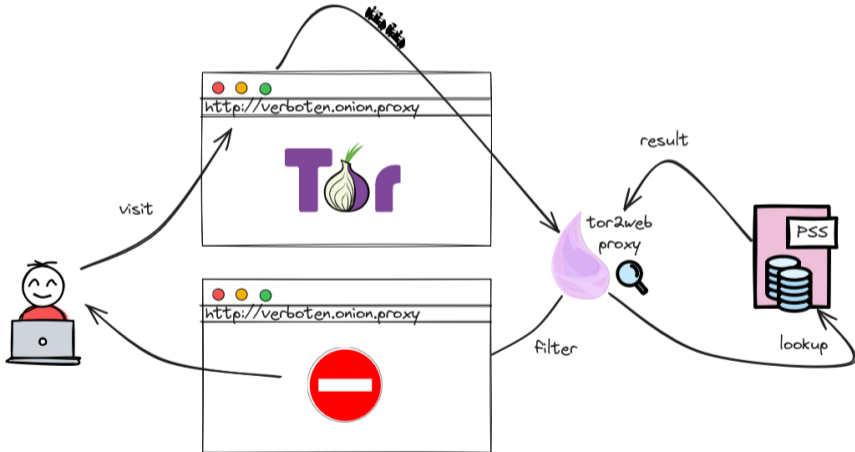 http://verboten.onion.proxy
Tor
visit
result
tor2web
proxy
PSS
lookup
filter
http://verboten.onion.proxy